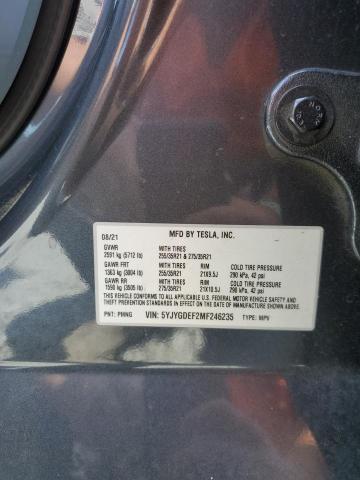 NORM
MFD BY TESLA, INC.
08/21
GVWR WITH TIRES
2591 kg (5712 lb) 255/35R21 & 275/35R21
GAWR FRT WITH TIRES RIM COLD TIRE PRESSURE
1363 kg (3004 lb) 255/35R21 21X9.5J 290 kPa, 42 psi
GAWR RR WITH TIRES RIM COLD TIRE PRESSURE
1590 kg (3505 lb) 275/35R21 21X10.5J 290 kPa, 42 psi
THIS VEHICLE CONFORMS TO ALL APPLICABLE FEDERAL MOTOR VEHICLE SAFETY,
BUMPER AND THEFT PREVENTION STANDARDS IN EFFECT ON THE DATE OF MANUFACTURE
SHOWN ABOVE.
PNT: PMNG VIN: 5YJYGDEF2MF246235 TYPE: MPV